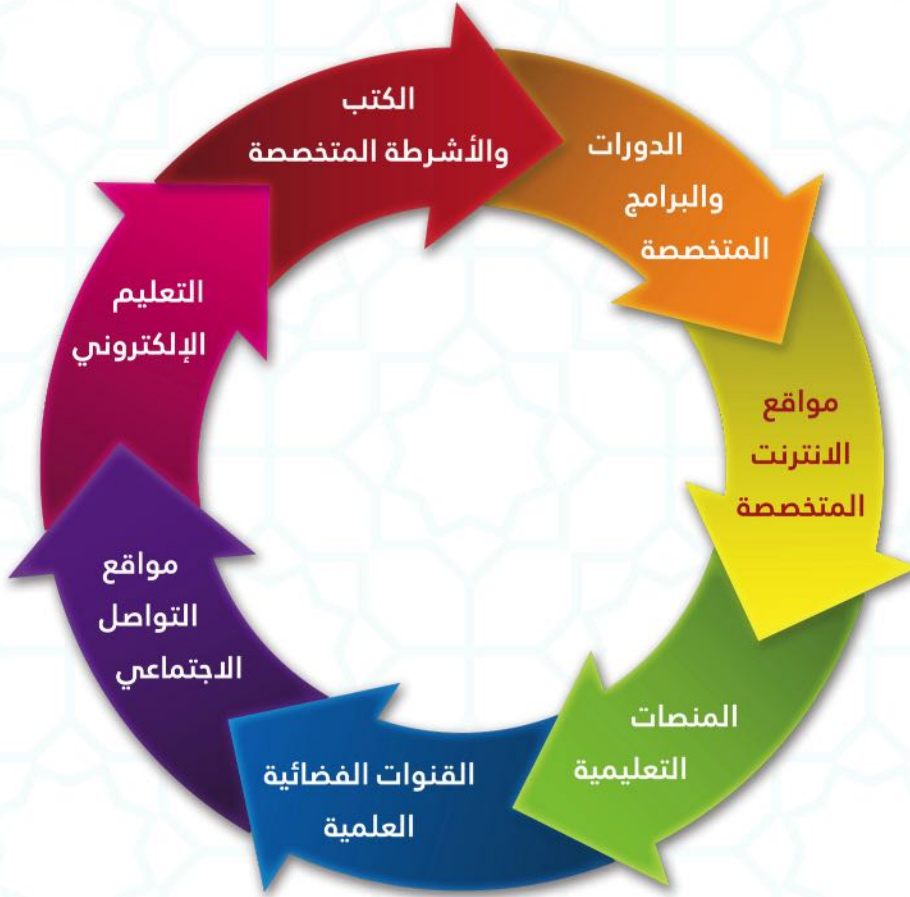 الكتب
والأشرطة المتخصصة
الدورات
والبرامج
المتخصصة
مواقع
الانترنت
المتخصصة
المنصات
التعليمية
القنوات الفضائية
العلمية
مواقع
التواصل
الاجتماعي
التعليم
الإلكتروني